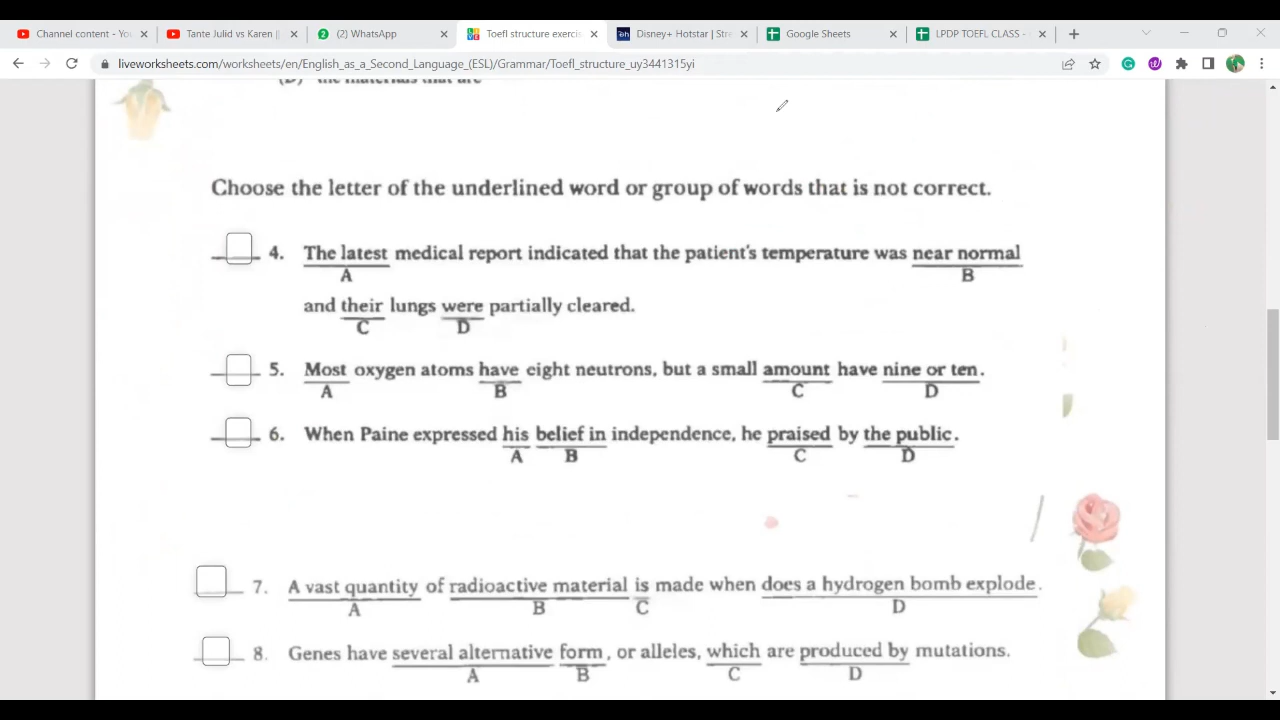 Channel content - You
Tante Julid vs Karen ||
(2) WhatsApp
Toefl structure exercis
Disney+ Hotstar | Stre
Google Sheets
LPDP TOEFL CLASS -
liveworksheets.com/worksheets/en/English_as_a_Second_Language_(ESL)/Grammar/Toefl_structure_uy3441315yi
(D) the materials that are
Choose the letter of the underlined word or group of words that is not correct.
4. The latest medical report indicated that the patient's temperature was near normal
A B
and their lungs were partially cleared.
C D
5. Most oxygen atoms have eight neutrons, but a small amount have nine or ten.
A B C D
6. When Paine expressed his belief in independence, he praised by the public.
A B C D
7. A vast quantity of radioactive material is made when does a hydrogen bomb explode.
A B C D
8. Genes have several alternative form, or alleles, which are produced by mutations.
A B C D